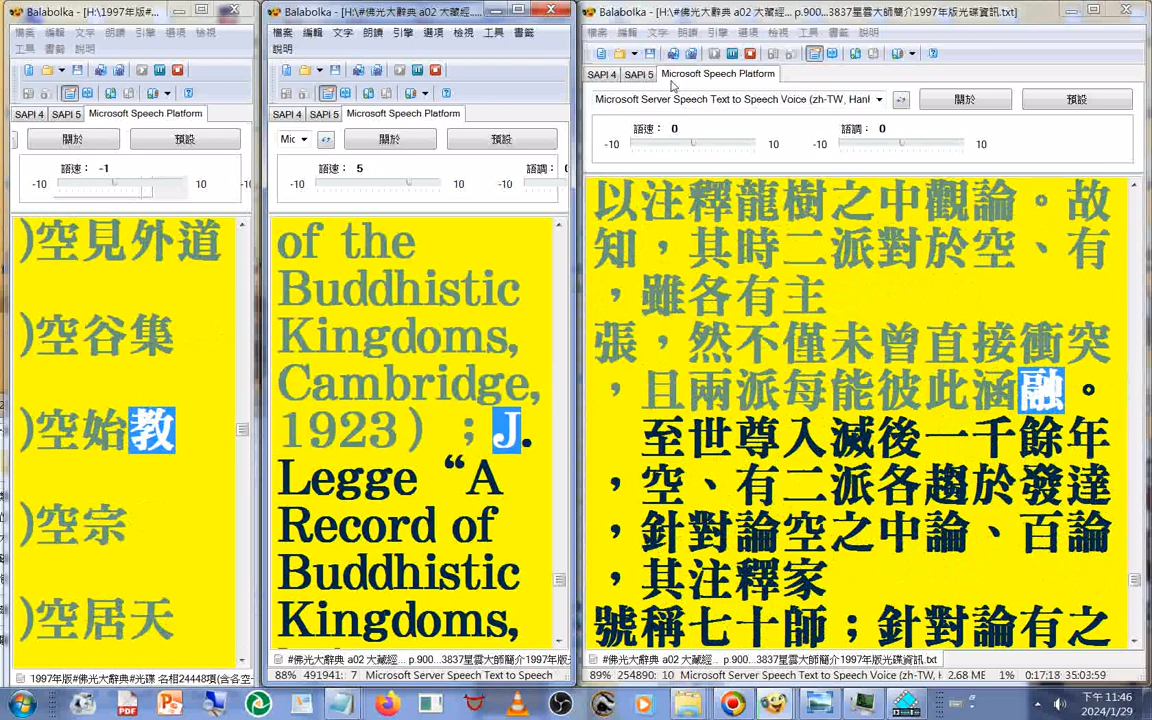 Balabolka - [H:\1997年版#...
檔案 編輯 文字 朗讀 引擎 選項 檢視
工具 書籤 說明
SAPI 4 SAPI 5 Microsoft Speech Platform
關於 預設
語速： -1
-10 10 -10
)空見外道
)空谷集
)空始教
)空宗
)空居天
1997年版#佛光大辭典#光碟 名相24448項(含各空
Balabolka - [H:\#佛光大辭典 a02 大藏經...
檔案 編輯 文字 朗讀 引擎 選項 檢視 工具 書籤
說明
SAPI 4 SAPI 5 Microsoft Speech Platform
Mic 關於 預設
語速： 5 語調： 0
-10 10 -10
of the
Buddhistic
Kingdoms,
Cambridge,
1923）；J.
Legge “A
Record of
Buddhistic
Kingdoms,
#佛光大辭典 a02 大藏經... p.900...3837星雲大師簡介1997年版光碟資訊.txt
88% 491941: 7 Microsoft Server Text to Speech
Balabolka - [H:\#佛光大辭典 a02 大藏經... p.900...3837星雲大師簡介1997年版光碟資訊.txt]
檔案 編輯 文字 朗讀 引擎 選項 檢視 工具 書籤 說明
SAPI 4 SAPI 5 Microsoft Speech Platform
Microsoft Server Speech Text to Speech Voice (zh-TW, HanH 關於 預設
語速： 0 語調： 0
-10 10 -10 10
以注釋龍樹之中觀論。故
知，其時二派對於空、有
，雖各有主
張，然不僅未曾直接衝突
，且兩派每能彼此涵融。
至世尊入滅後一千餘年
，空、有二派各趨於發達
，針對論空之中論、百論
，其注釋家
號稱七十師；針對論有之
#佛光大辭典 a02 大藏經... p.900...3837星雲大師簡介1997年版光碟資訊.txt
89% 254890: 10 Microsoft Server Speech Text to Speech Voice (zh-TW, 2.68 MB 1% 0:17:18 35:03:59
下午 11:46
2024/1/29